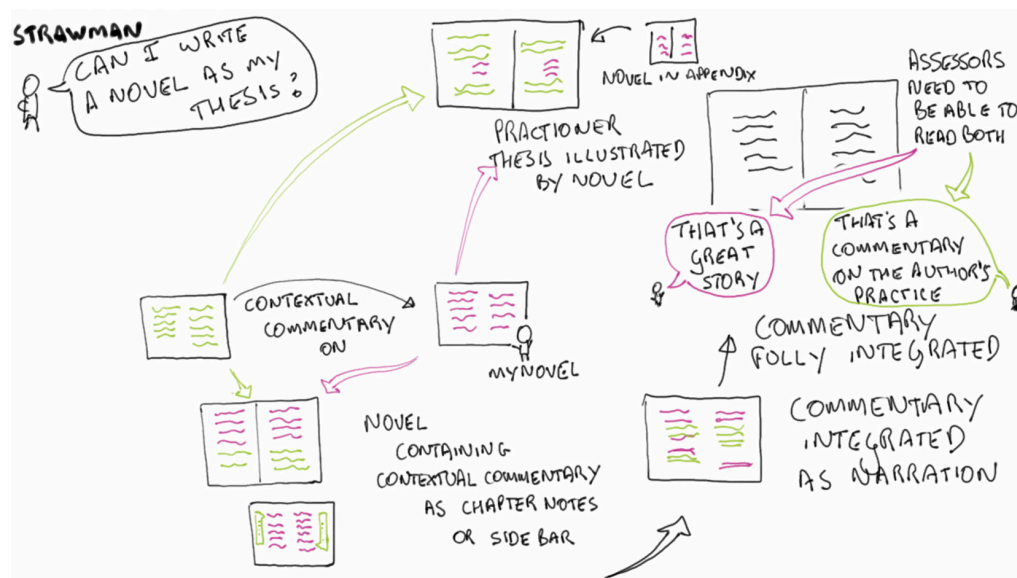 STRAWMAN
CAN I WRITE
A NOVEL AS MY
THESIS?
NOVEL IN APPENDIX
PRACTIONER
THESIS ILLUSTRATED
BY NOVEL
ASSESSORS
NEED TO
BE ABLE TO
READ BOTH
THAT'S A
GREAT
STORY
THAT'S A
COMMENTARY
ON THE AUTHOR'S
PRACTICE
CONTEXTUAL
COMMENTARY
ON
MY NOVEL
COMMENTARY
FOLLY INTEGRATED
COMMENTARY
INTEGRATED
AS NARRATION
NOVEL
CONTAINING
CONTEXTUAL COMMENTARY
AS CHAPTER NOTES
OR SIDE BAR